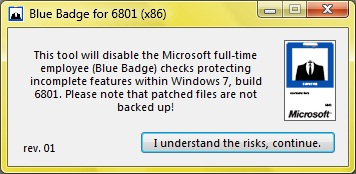 Blue Badge for 6801 (x86)
This tool will disable the Microsoft full-time
employee (Blue Badge) checks protecting
incomplete features within Windows 7, build
6801. Please note that patched files are not
backed up!
Microsoft
rev. 01
I understand the risks, continue.